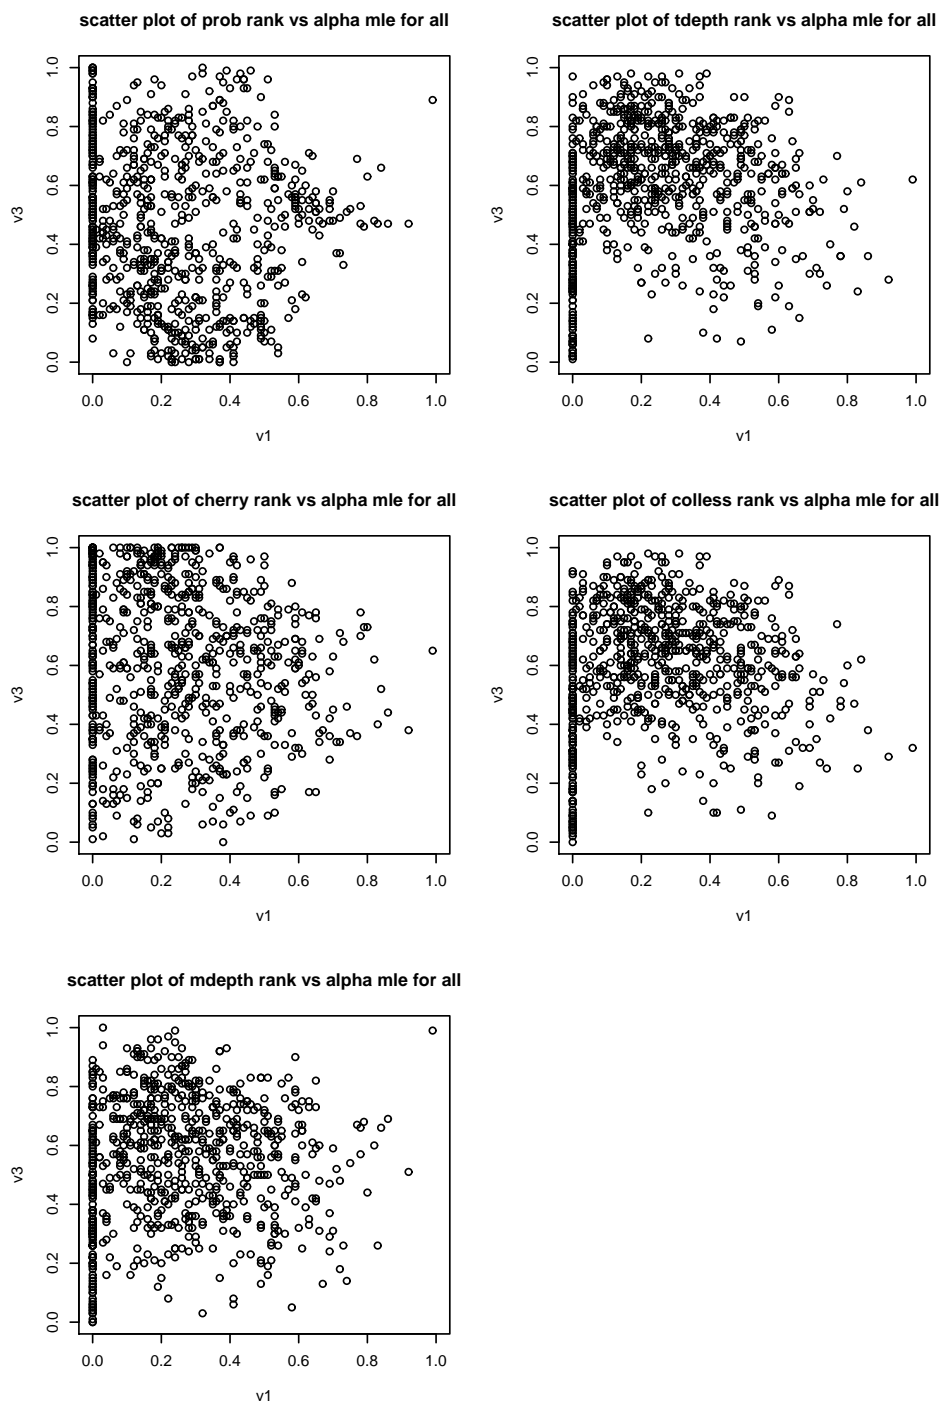 scatter plot of prob rank vs alpha mle for all
v3
0.0 0.2 0.4 0.6 0.8 1.0
0.0 0.2 0.4 0.6 0.8 1.0
v1
scatter plot of tdepth rank vs alpha mle for all
v3
0.0 0.2 0.4 0.6 0.8 1.0
0.0 0.2 0.4 0.6 0.8 1.0
v1
scatter plot of cherry rank vs alpha mle for all
v3
0.0 0.2 0.4 0.6 0.8 1.0
0.0 0.2 0.4 0.6 0.8 1.0
v1
scatter plot of colless rank vs alpha mle for all
v3
0.0 0.2 0.4 0.6 0.8 1.0
0.0 0.2 0.4 0.6 0.8 1.0
v1
scatter plot of mdepth rank vs alpha mle for all
v3
0.0 0.2 0.4 0.6 0.8 1.0
0.0 0.2 0.4 0.6 0.8 1.0
v1